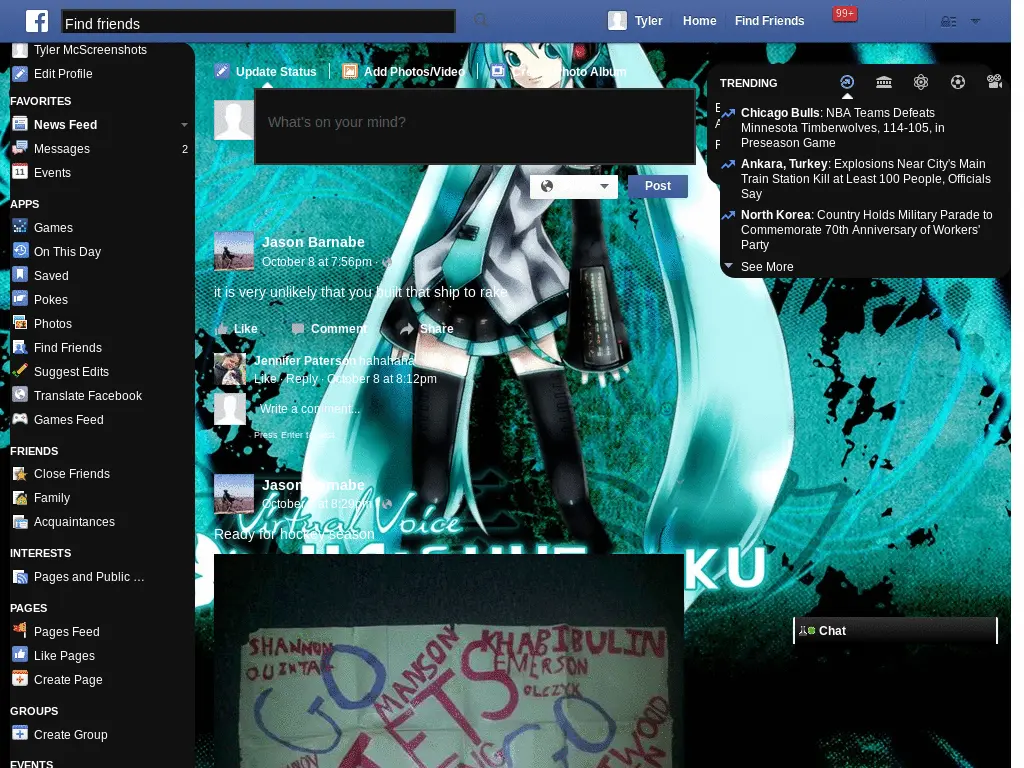 Find friends
Tyler
Home
Find Friends
99+
Tyler McScreenshots
Edit Profile
FAVORITES
News Feed
Messages 2
Events
APPS
Games
On This Day
Saved
Pokes
Photos
Find Friends
Suggest Edits
Translate Facebook
Games Feed
FRIENDS
Close Friends
Family
Acquaintances
INTERESTS
Pages and Public …
PAGES
Pages Feed
Like Pages
Create Page
GROUPS
Create Group
EVENTS
Update Status
Add Photos/Video
Create Photo Album
What's on your mind?
Post
Jason Barnabe
October 8 at 7:56pm ·
it is very unlikely that you built that ship to rake
Like Comment Share
Jennifer Paterson hahahaha
Like · Reply · October 8 at 8:12pm
Write a comment...
Press Enter to post.
Jason Barnabe
October 8 at 8:29pm ·
Virtual Voice
Ready for hockey season
KU
SHANNON
MANSON
KHABIBULIN
EMERSON
OLCZYK
GO
JETS
GO
TRENDING
Chicago Bulls: NBA Teams Defeats
Minnesota Timberwolves, 114-105, in
Preseason Game
Ankara, Turkey: Explosions Near City's Main
Train Station Kill at Least 100 People, Officials
Say
North Korea: Country Holds Military Parade to
Commemorate 70th Anniversary of Workers'
Party
See More
Chat